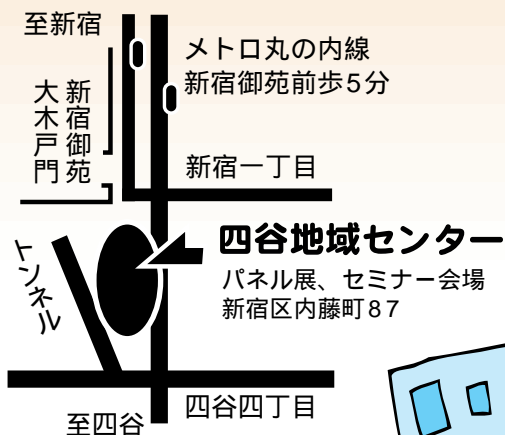 至新宿
メトロ丸の内線
新宿御苑前歩5分
新宿御苑
大木戸門
新宿一丁目
四谷地域センター
パネル展、セミナー会場
新宿区内藤町87
トンネル
四谷四丁目
至四谷